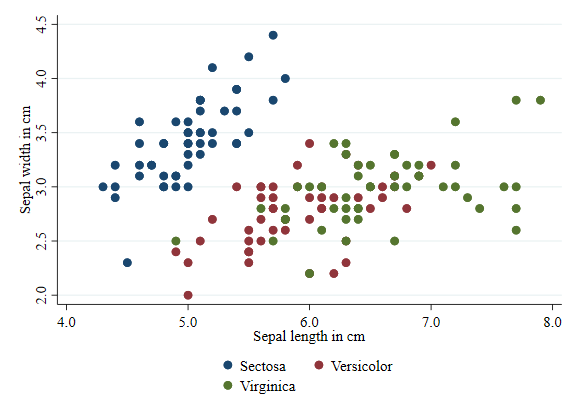 4.5
4.0
3.5
3.0
2.5
2.0
Sepal width in cm
4.0 5.0 6.0 7.0 8.0
Sepal length in cm
Sectosa Versicolor
Virginica